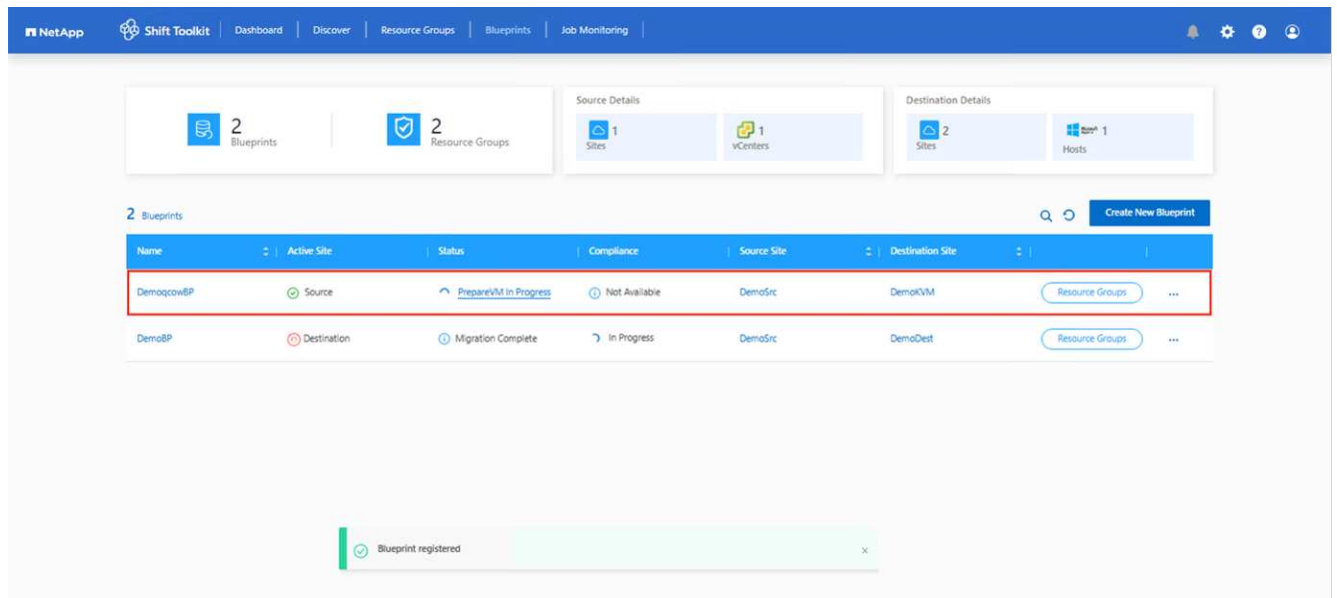 NetApp Shift Toolkit Dashboard Discover Resource Groups Blueprints Job Monitoring
Source Details Destination Details
2 Blueprints
2 Resource Groups
1 Sites
1 vCenters
2 Sites
Microsoft 1
Hosts
2 Blueprints Create New Blueprint
Name Active Site Status Compliance Source Site Destination Site
DemoqcowBP Source PrepareVM In Progress Not Available DemoSrc DemoKVM Resource Groups ...
DemoBP Destination Migration Complete In Progress DemoSrc DemoDest Resource Groups ...
Blueprint registered ×